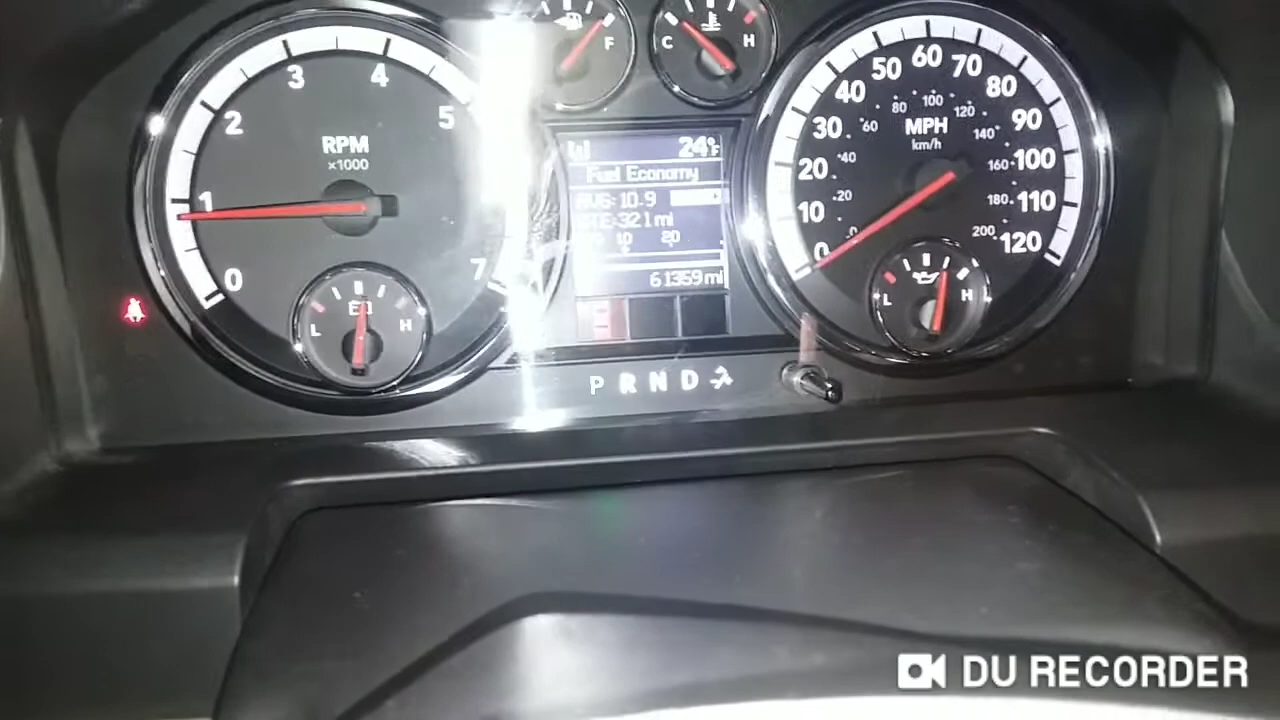 0
1
2
3
4
5
7
RPM
×1000
L
H
F
C
H
W
24°F
Fuel Economy
AVG: 10.9
DTE: 321 mi
10 20
61359 mi
P R N D
0
10
20
30
40
50
60
70
80
90
100
110
120
MPH
km/h
0
20
40
60
80
100
120
140
160
180
200
L
H
DU RECORDER